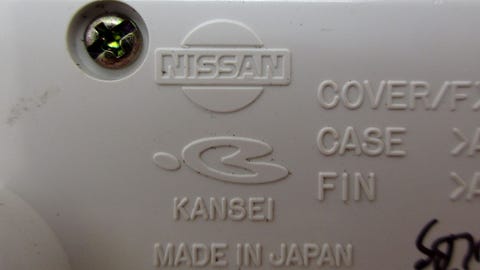 NISSAN
COVER/F
CASE >A
KANSEI
FIN >A
MADE IN JAPAN